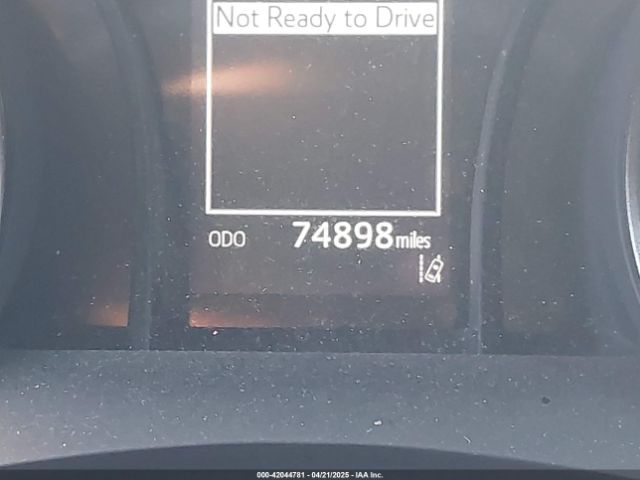 Not Ready to Drive
ODO 74898 miles
000-42044781 - 04/21/2025 - IAA Inc.